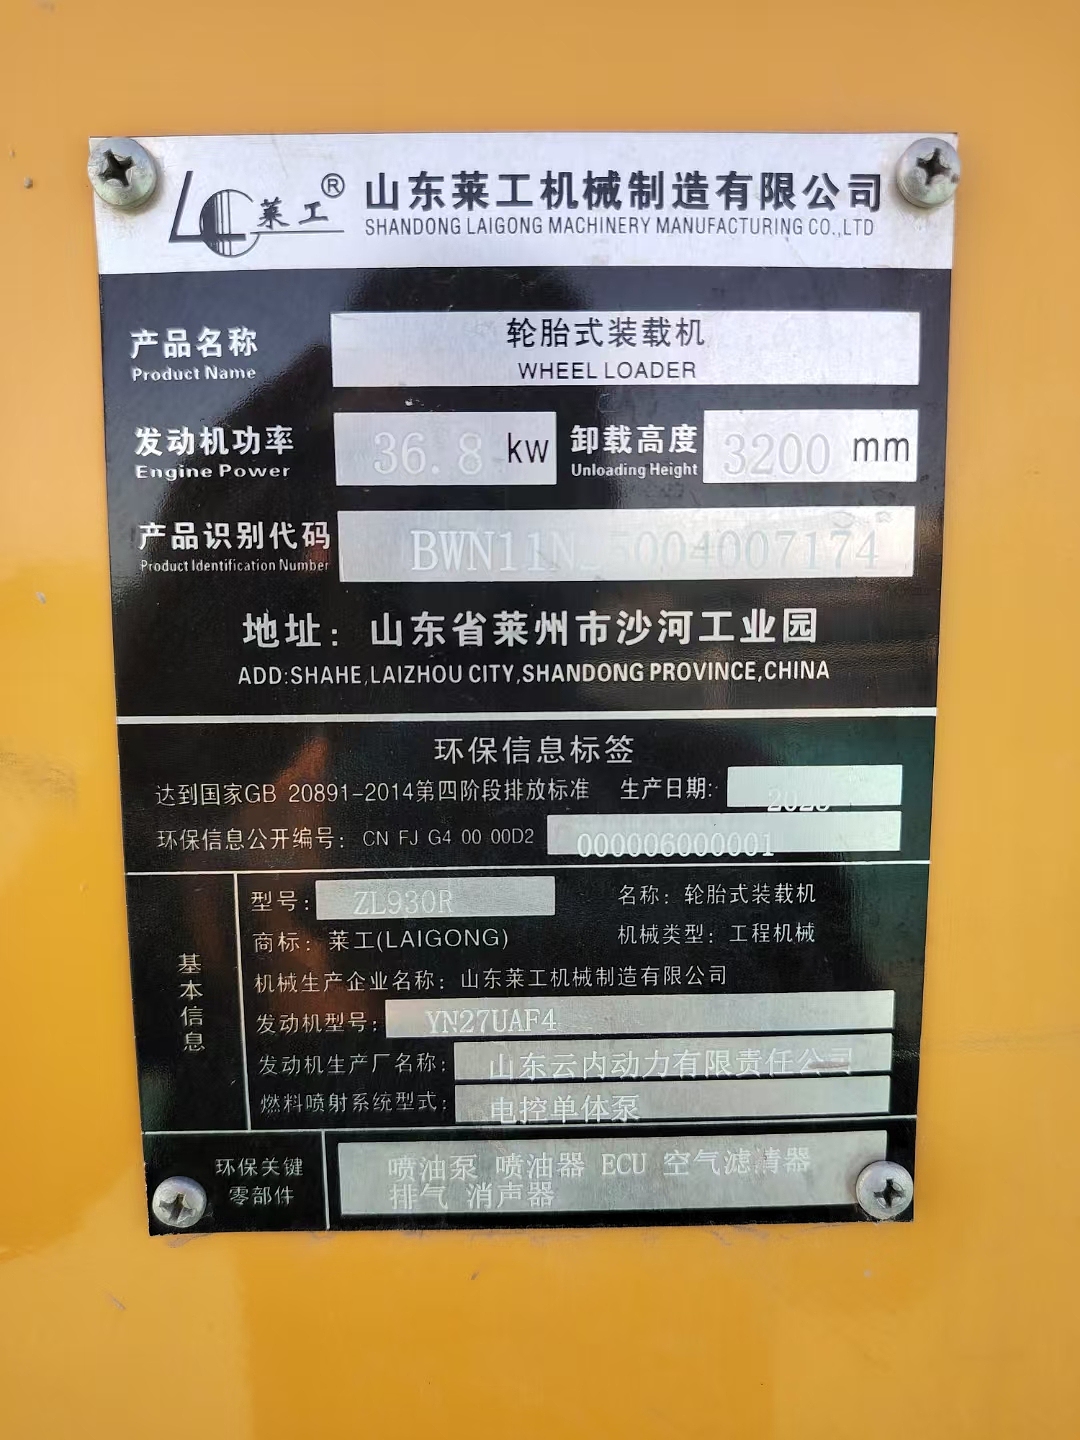 莱工 ® 山东莱工机械制造有限公司
SHANDONG LAIGONG MACHINERY MANUFACTURING CO.,LTD
产品名称 轮胎式装载机
Product Name WHEEL LOADER
发动机功率 36.8 kw 卸载高度 3200 mm
Engine Power Unloading Height
产品识别代码
Product Identification Number
地址：山东省莱州市沙河工业园
ADD:SHAHE,LAIZHOU CITY,SHANDONG PROVINCE,CHINA
环保信息标签
达到国家GB 20891-2014第四阶段排放标准 生产日期:
环保信息公开编号: CN FJ G4 00 00D2 000006000001
型号: ZL930R 名称: 轮胎式装载机
商标: 莱工(LAIGONG) 机械类型: 工程机械
基本信息
机械生产企业名称: 山东莱工机械制造有限公司
发动机型号: YN27UAF4
发动机生产厂名称: 山东云内动力有限责任公司
燃料喷射系统型式: 电控单体泵
环保关键 喷油泵 喷油器 ECU 空气滤清器
零部件 排气 消声器